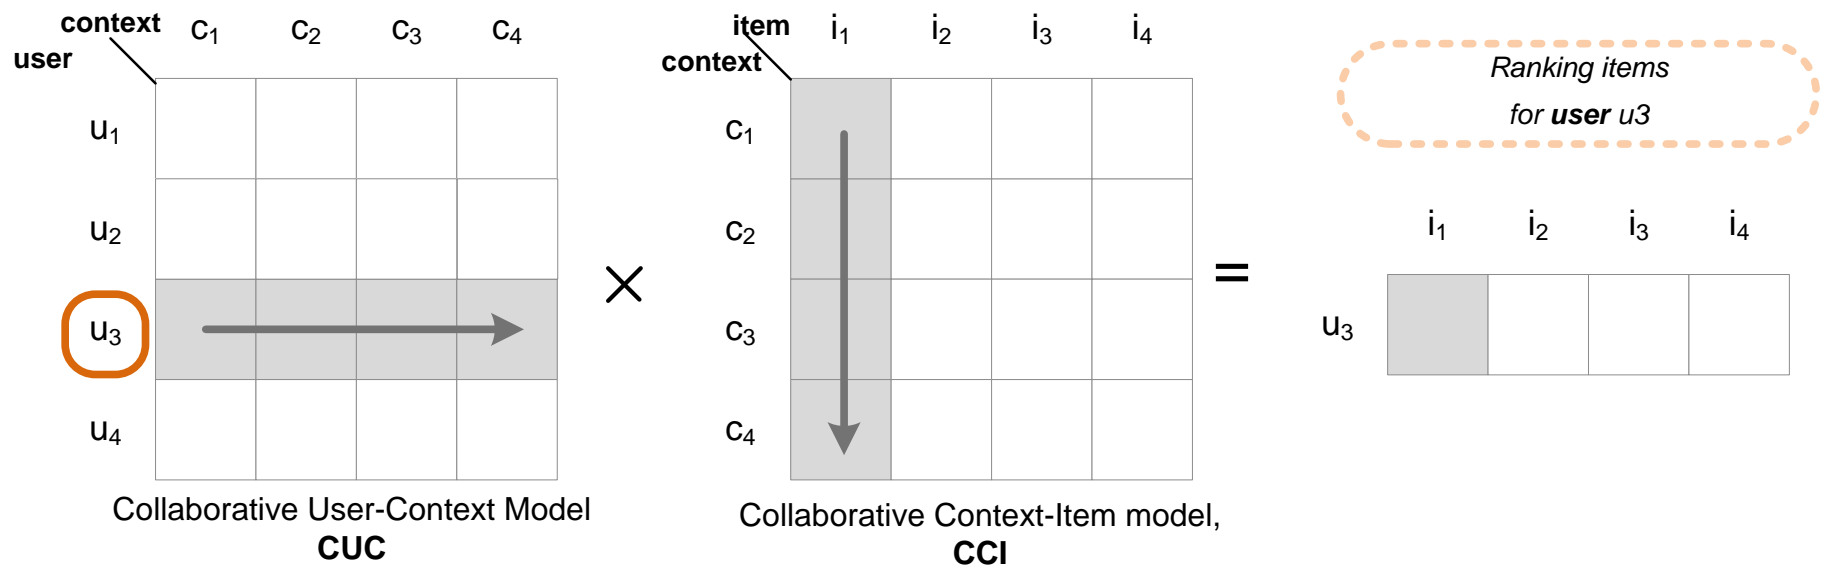 context
user
c1 c2 c3 c4
u1
u2
u3
u4
Collaborative User-Context Model
CUC
×
item
context
i1 i2 i3 i4
c1
c2
c3
c4
Collaborative Context-Item model,
CCI
=
Ranking items
for user u3
i1 i2 i3 i4
u3